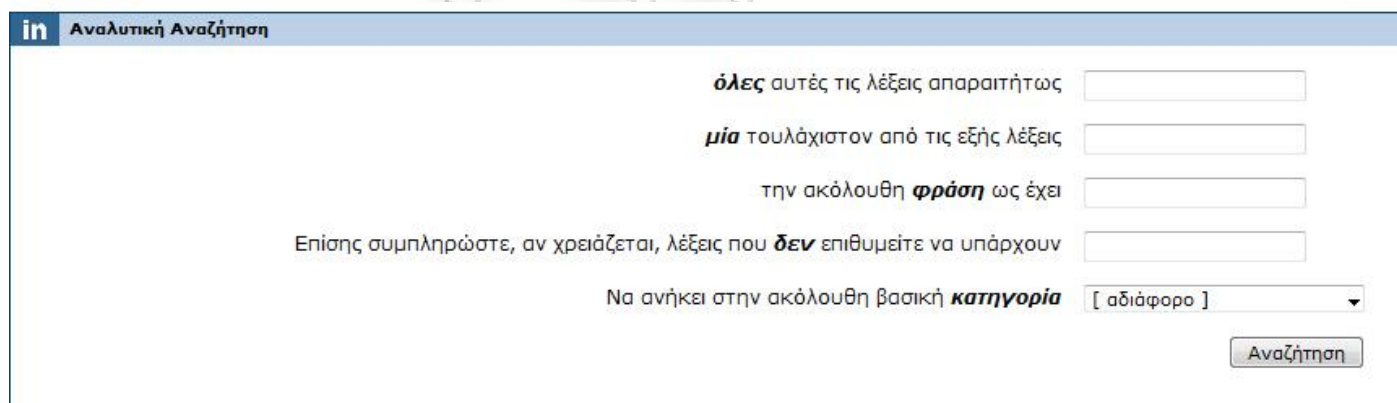 in Αναλυτική Αναζήτηση
όλες αυτές τις λέξεις απαραιτήτως
μία τουλάχιστον από τις εξής λέξεις
την ακόλουθη φράση ως έχει
Επίσης συμπληρώστε, αν χρειάζεται, λέξεις που δεν επιθυμείτε να υπάρχουν
Να ανήκει στην ακόλουθη βασική κατηγορία [ αδιάφορο ]
Αναζήτηση